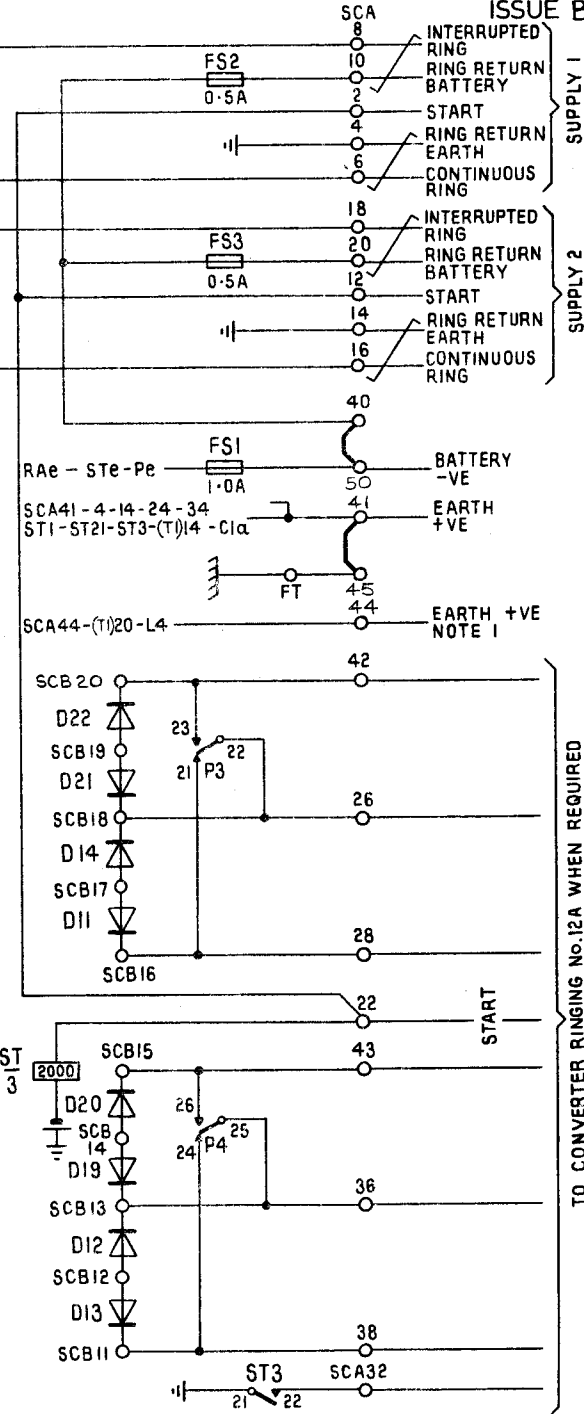 SCA
ISSUE B
8
INTERRUPTED
RING
FS2
10
RING RETURN
BATTERY
0·5A
2
START
4
RING RETURN
EARTH
6
CONTINUOUS
RING
SUPPLY 1
18
INTERRUPTED
RING
FS3
20
RING RETURN
BATTERY
0·5A
12
START
14
RING RETURN
EARTH
16
CONTINUOUS
RING
SUPPLY 2
40
FS1
RAe - STe-Pe
1·0A
50
BATTERY
-VE
SCA41-4-14-24-34
ST1-ST21-ST3-(T1)14-C1a
41
EARTH
+VE
FT
45
44
SCA44-(T1)20-L4
EARTH +VE
NOTE 1
42
SCB20
D22
23
22
SCB19
21
P3
D21
26
SCB18
D14
SCB17
D11
28
SCB16
22
START
ST
3
2000
SCB15
43
D20
26
25
SCB
14
24
P4
D19
36
SCB13
D12
SCB12
D13
38
SCB11
ST3
SCA32
21
22
TO CONVERTER RINGING No.12A WHEN REQUIRED